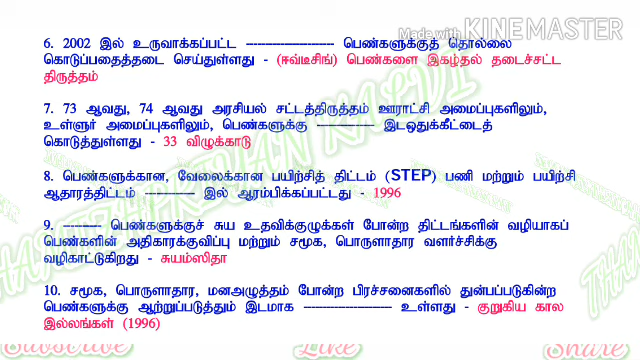 Made with KINEMASTER
6. 2002 இல் உருவாக்கப்பட்ட ---------------------- பெண்களுக்குத் தொல்லை
கொடுப்பதைத்தடை செய்துள்ளது - (ஈவ்டீசிங்) பெண்களை இகழ்தல் தடைச்சட்ட
திருத்தம்
7. 73 ஆவது, 74 ஆவது அரசியல் சட்டத்திருத்தம் ஊராட்சி அமைப்புகளிலும்,
உள்ளுர் அமைப்புகளிலும், பெண்களுக்கு -------------- இடஒதுக்கீட்டைத்
கொடுத்துள்ளது - 33 விழுக்காடு
8. பெண்களுக்கான, வேலைக்கான பயிற்சித் திட்டம் (STEP) பணி மற்றும் பயிற்சி
ஆதாரத்திட்டம் ------------ இல் ஆரம்பிக்கப்பட்டது - 1996
9. ---------- பெண்களுக்குச் சுய உதவிக்குழுக்கள் போன்ற திட்டங்களின் வழியாகப்
பெண்களின் அதிகாரக்குவிப்பு மற்றும் சமூக, பொருளாதார வளர்ச்சிக்கு
வழிகாட்டுகிறது - சுயம்ஸிதா
10. சமூக, பொருளாதார, மனஅழுத்தம் போன்ற பிரச்சனைகளில் துன்பப்படுகின்ற
பெண்களுக்கு ஆற்றுப்படுத்தும் இடமாக ---------------------- உள்ளது - குறுகிய கால
இல்லங்கள் (1996)
Subscribe Like Share